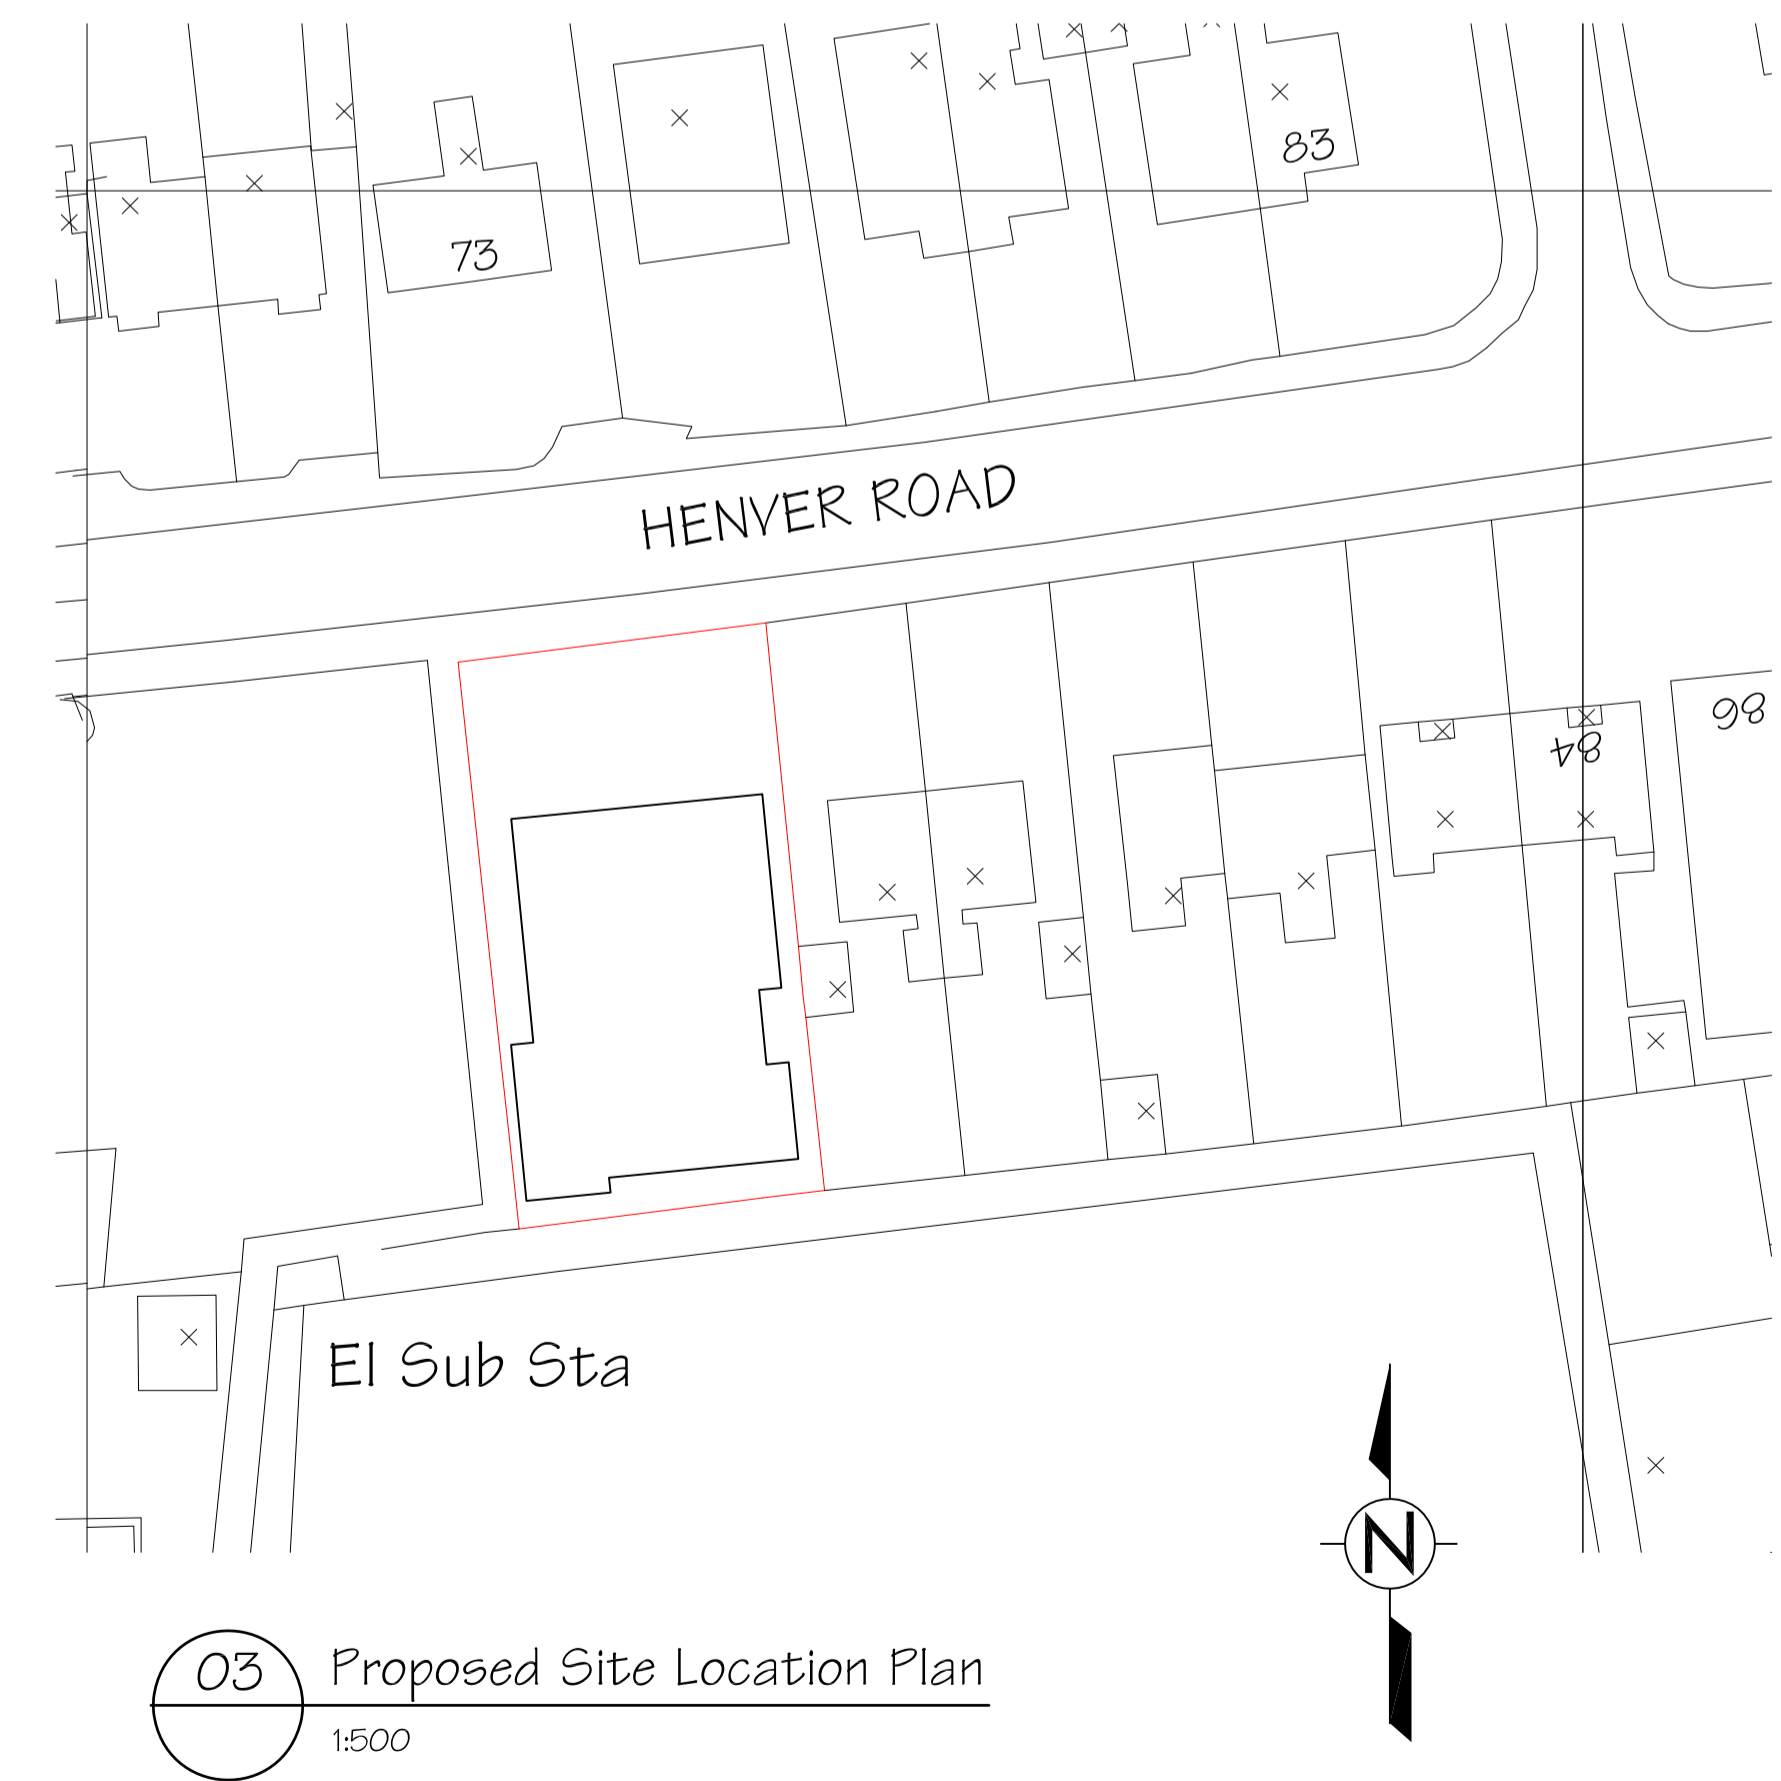 83
73
HENVER ROAD
98
84
El Sub Sta
N
03
Proposed Site Location Plan
1:500